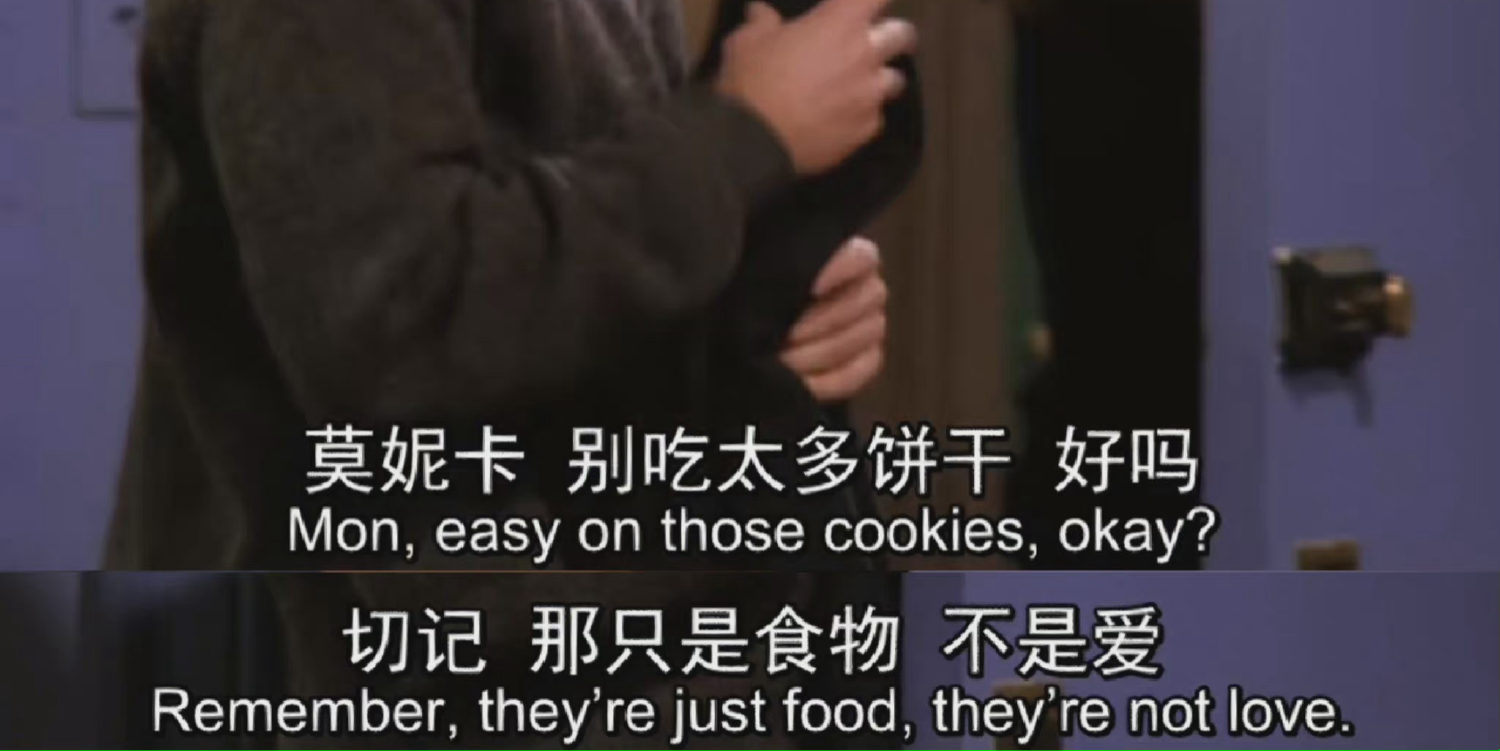 莫妮卡 别吃太多饼干 好吗
Mon, easy on those cookies, okay?
切记 那只是食物 不是爱
Remember, they're just food, they're not love.